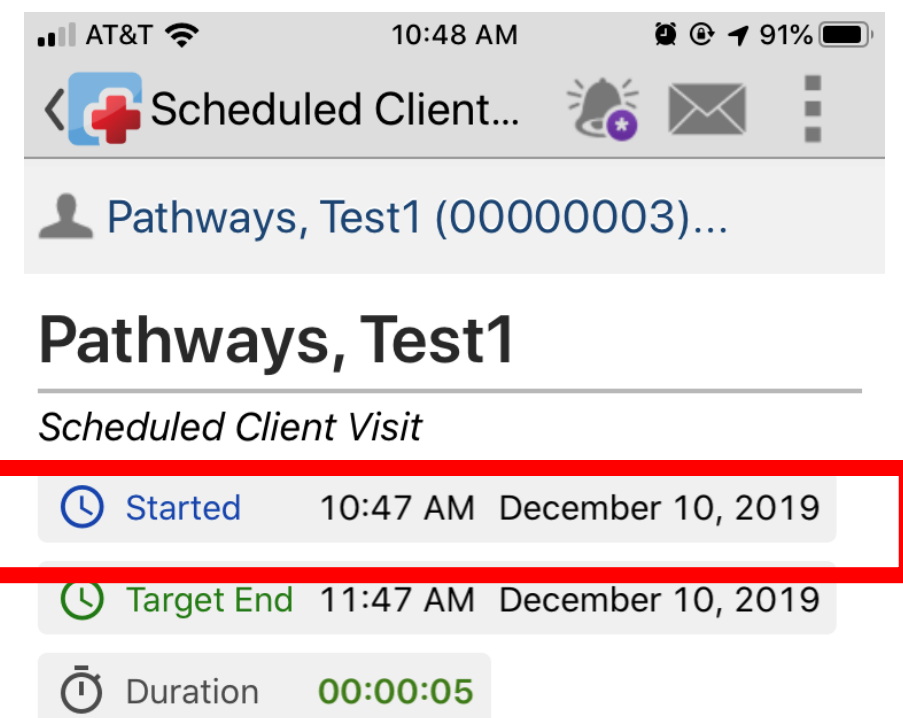 AT&T 10:48 AM 91%
Scheduled Client...
Pathways, Test1 (00000003)...
Pathways, Test1
Scheduled Client Visit
Started 10:47 AM December 10, 2019
Target End 11:47 AM December 10, 2019
Duration 00:00:05